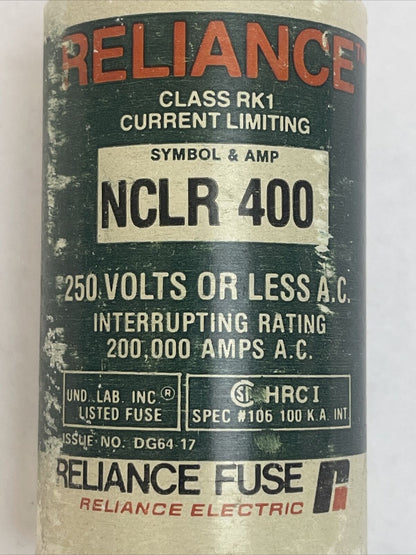 RELIANCE
CLASS RK1
CURRENT LIMITING
SYMBOL & AMP
NCLR 400
250 VOLTS OR LESS A.C.
INTERRUPTING RATING
200,000 AMPS A.C.
UND. LAB. INC®
LISTED FUSE
HRC I
SPEC #106 100 K.A. INT.
ISSUE NO. DG64-17
RELIANCE FUSE
RELIANCE ELECTRIC